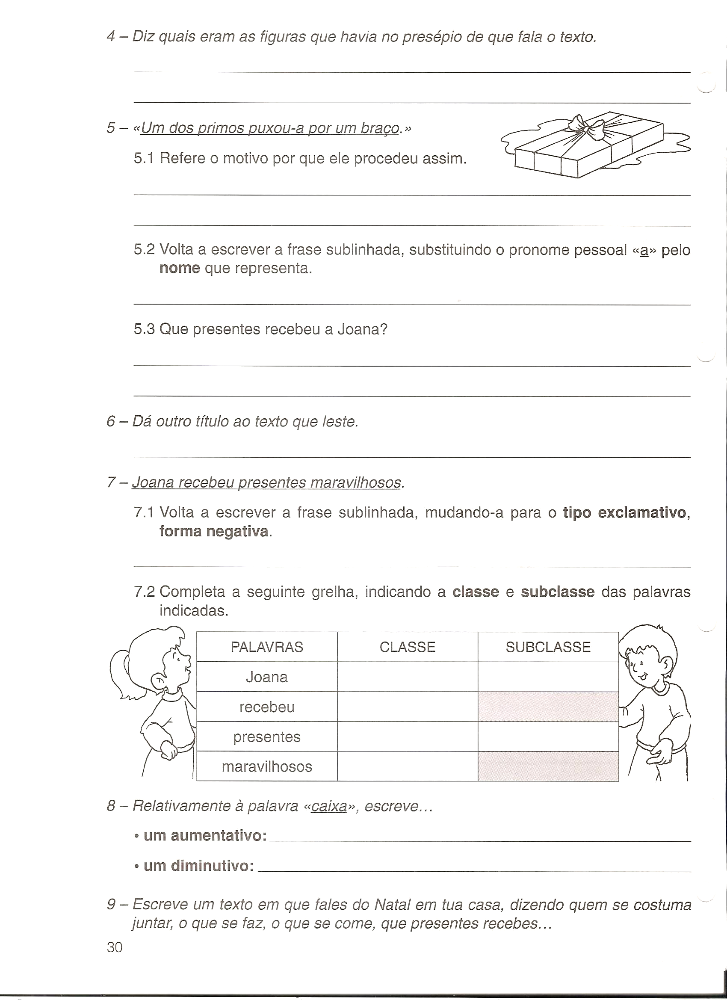 4 – Diz quais eram as figuras que havia no presépio de que fala o texto.
5 – «Um dos primos puxou-a por um braço.»
5.1 Refere o motivo por que ele procedeu assim.
5.2 Volta a escrever a frase sublinhada, substituindo o pronome pessoal «a» pelo
nome que representa.
5.3 Que presentes recebeu a Joana?
6 – Dá outro título ao texto que leste.
7 – Joana recebeu presentes maravilhosos.
7.1 Volta a escrever a frase sublinhada, mudando-a para o tipo exclamativo,
forma negativa.
7.2 Completa a seguinte grelha, indicando a classe e subclasse das palavras
indicadas.
PALAVRAS CLASSE SUBCLASSE
Joana
recebeu
presentes
maravilhosos
8 – Relativamente à palavra «caixa», escreve...
• um aumentativo:
• um diminutivo:
9 – Escreve um texto em que fales do Natal em tua casa, dizendo quem se costuma
juntar, o que se faz, o que se come, que presentes recebes...
30